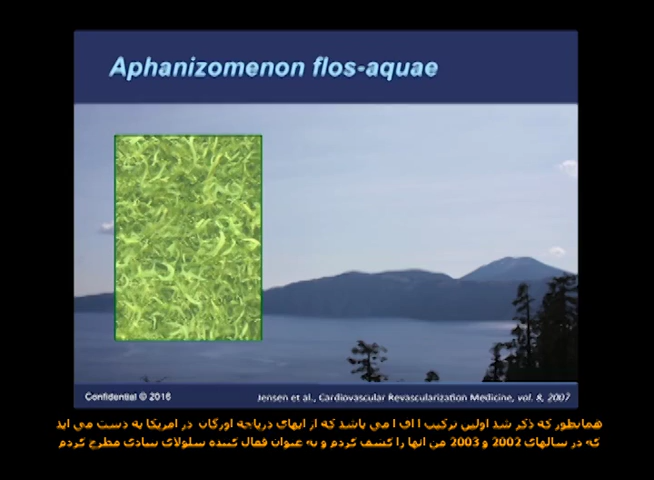 Aphanizomenon flos-aquae
Confidential © 2016
Jensen et al., Cardiovascular Revascularization Medicine, vol. 8, 2007
همانطور که ذکر شد اولین ترکیب ا اف ا می باشد که از ابهای دریاچه اورگان در امریکا به دست می اید
که در سالهای 2002 و 2003 من انها را کشف کردم و به عنوان فعال کننده سلولای بنیادی مطرح کردم